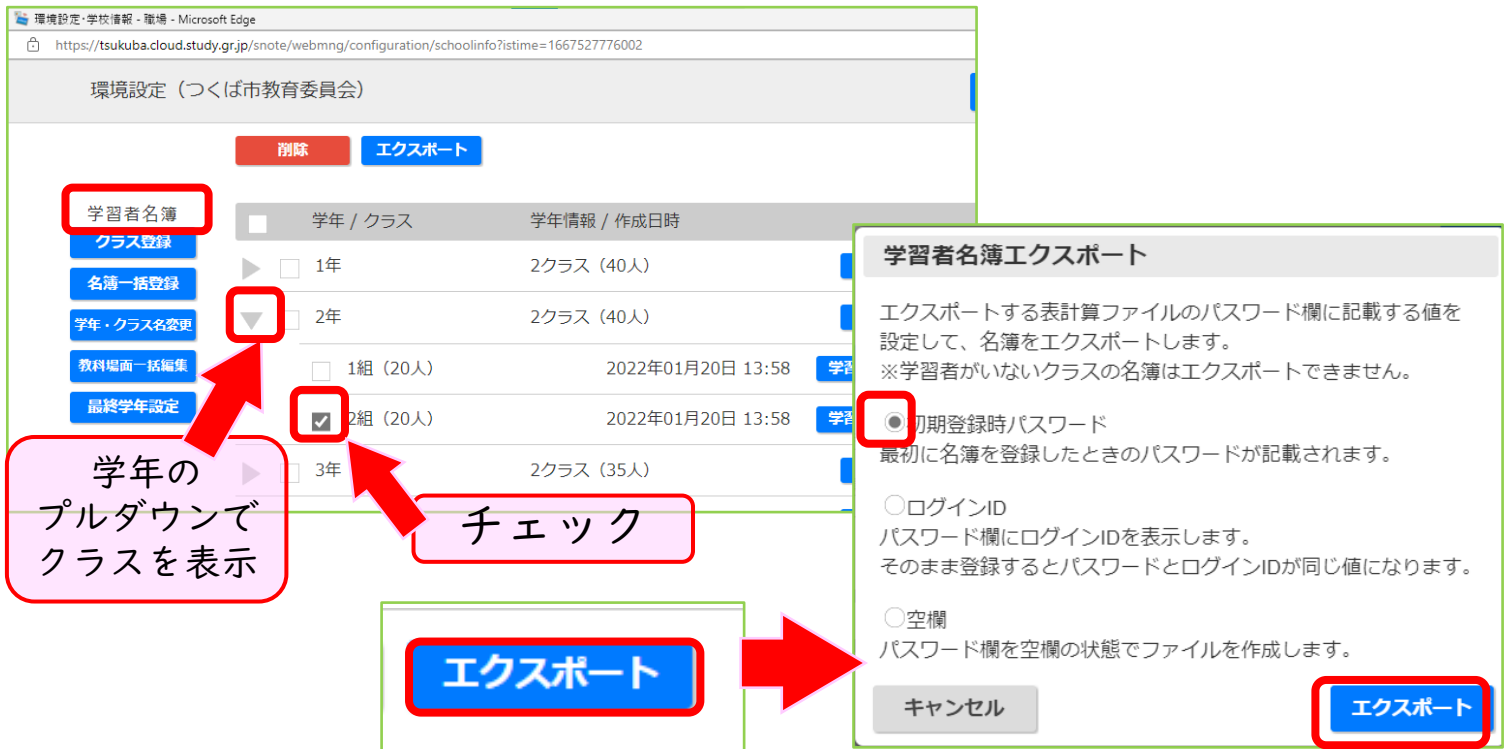 環境設定・学校情報 - 職場 - Microsoft Edge
https://tsukuba.cloud.study.gr.jp/snote/webmng/configuration/schoolinfo?istime=1667527776002
環境設定（つくば市教育委員会）
削除 エクスポート
学習者名簿
クラス登録
名簿一括登録
学年・クラス名変更
教科場面一括編集
最終学年設定
学年 / クラス 学年情報 / 作成日時
1年 2クラス（40人）
2年 2クラス（40人）
1組（20人） 2022年01月20日 13:58
2組（20人） 2022年01月20日 13:58
3年 2クラス（35人）
学年の
プルダウンで
クラスを表示
チェック
エクスポート
学習者名簿エクスポート
エクスポートする表計算ファイルのパスワード欄に記載する値を
設定して、名簿をエクスポートします。
※学習者がいないクラスの名簿はエクスポートできません。
初期登録時パスワード
最初に名簿を登録したときのパスワードが記載されます。
ログインID
パスワード欄にログインIDを表示します。
そのまま登録するとパスワードとログインIDが同じ値になります。
空欄
パスワード欄を空欄の状態でファイルを作成します。
キャンセル エクスポート